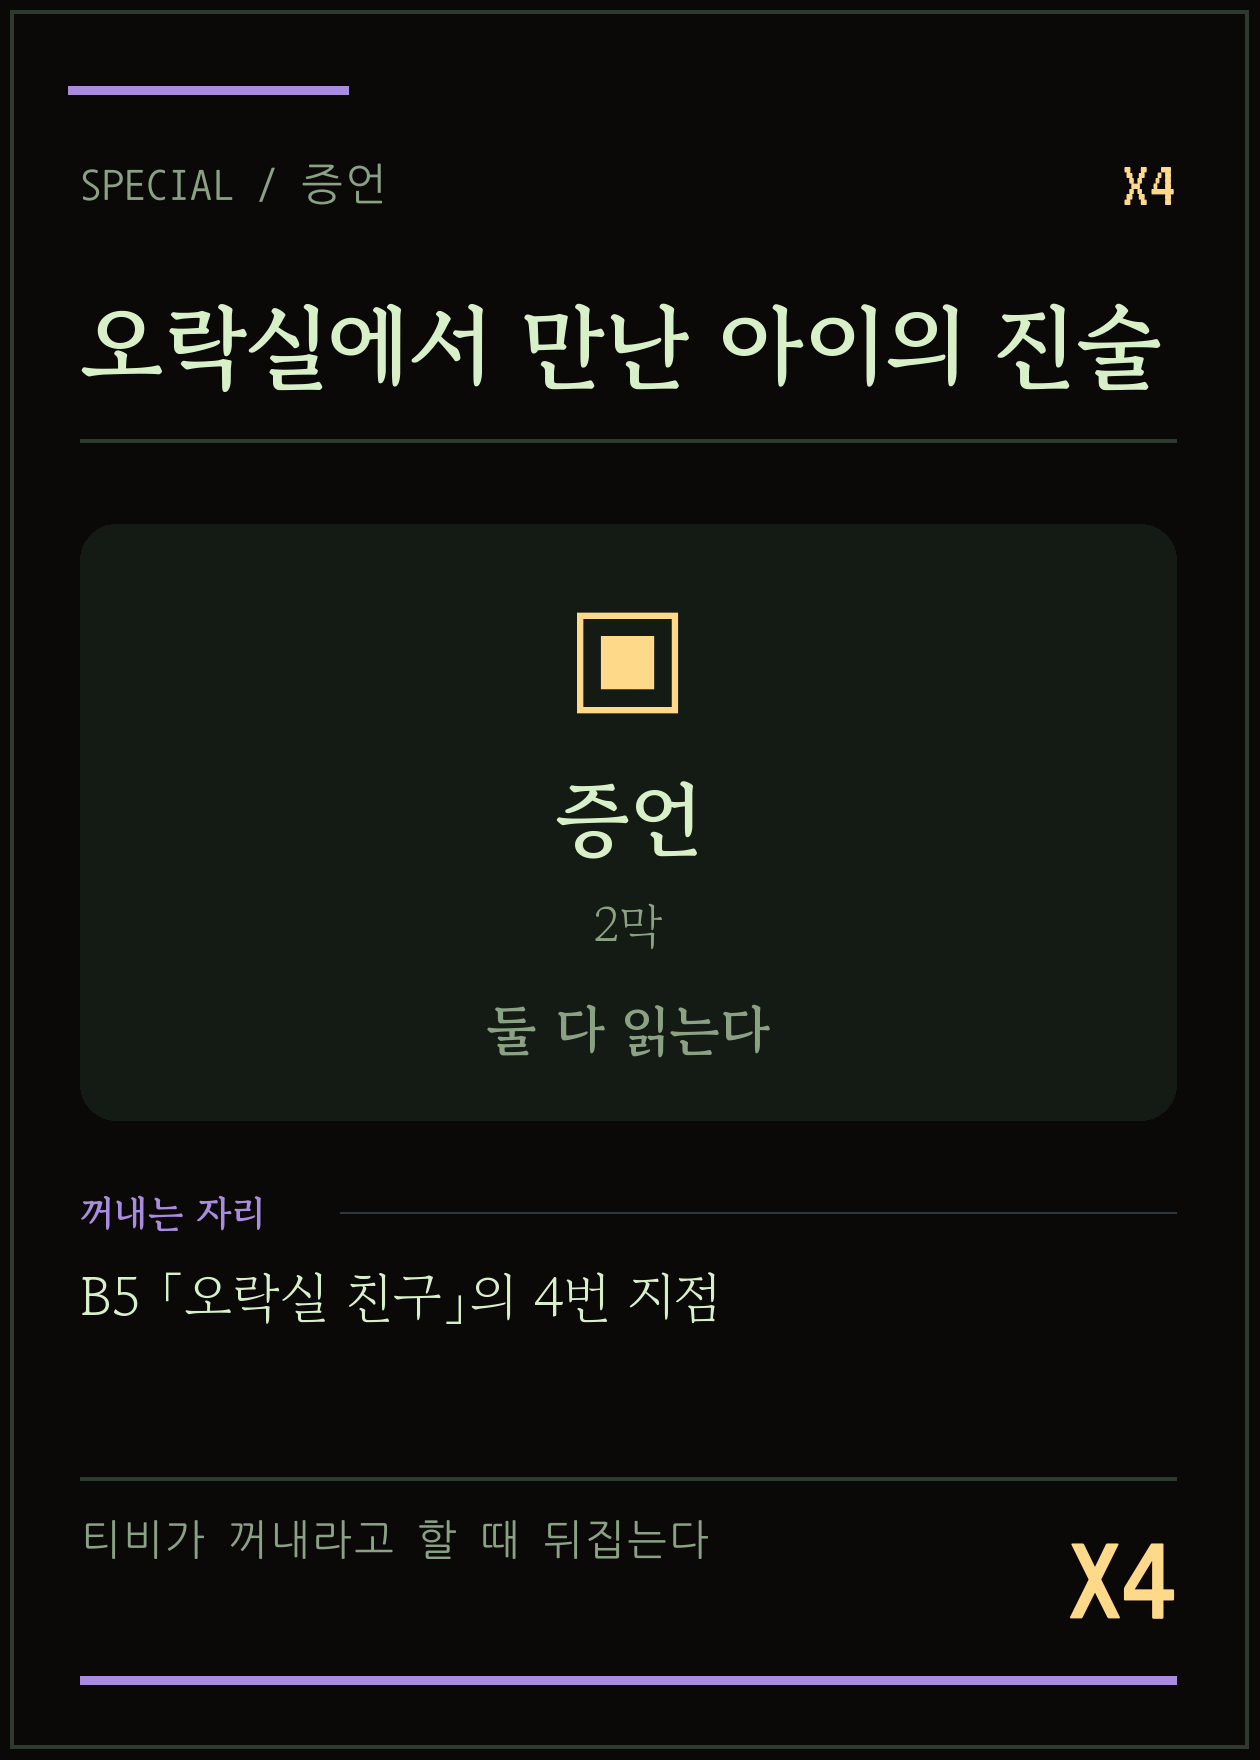 SPECIAL / 증언
X4
오락실에서 만난 아이의 진술
증언
2막
둘 다 읽는다
꺼내는 자리
B5 「오락실 친구」의 4번 지점
티비가 꺼내라고 할 때 뒤집는다
X4